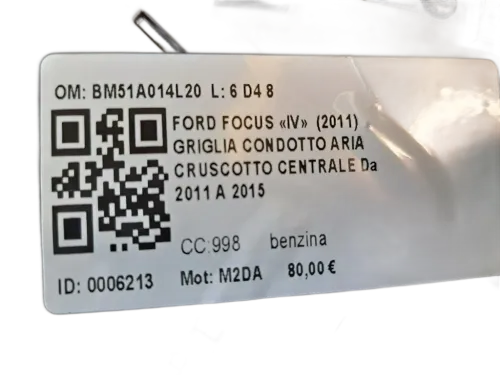 OM: BM51A014L20 L: 6 D4 8
FORD FOCUS «IV» (2011)
GRIGLIA CONDOTTO ARIA
CRUSCOTTO CENTRALE Da
2011 A 2015
CC:998 benzina
ID: 0006213 Mot: M2DA 80,00 €